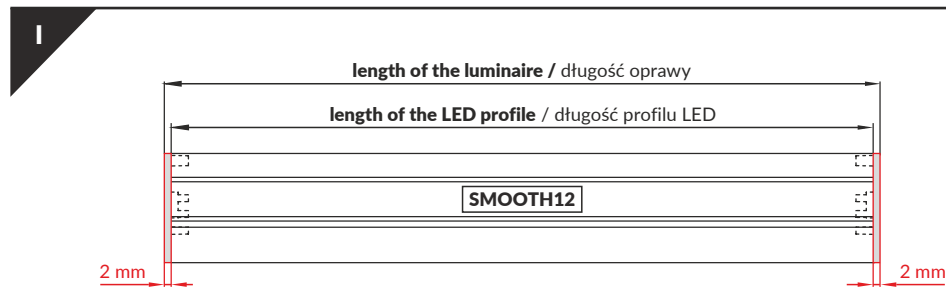 I
length of the luminaire / długość oprawy
length of the LED profile / długość profilu LED
SMOOTH12
2 mm
2 mm